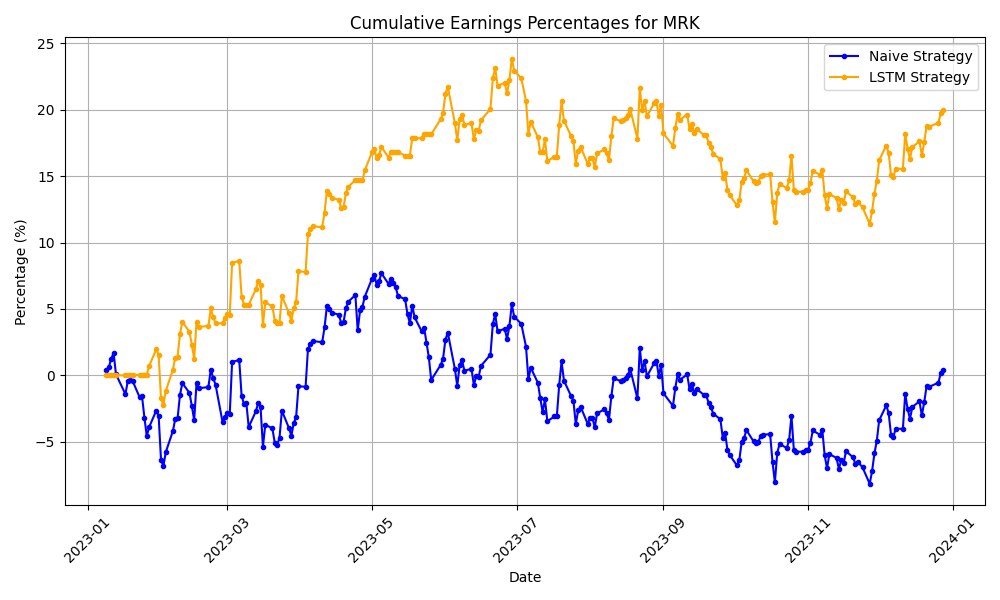 Cumulative Earnings Percentages for MRK
Percentage (%)
25
20
15
10
5
0
−5
Naive Strategy
LSTM Strategy
2023-01
2023-03
2023-05
2023-07
2023-09
2023-11
2024-01
Date